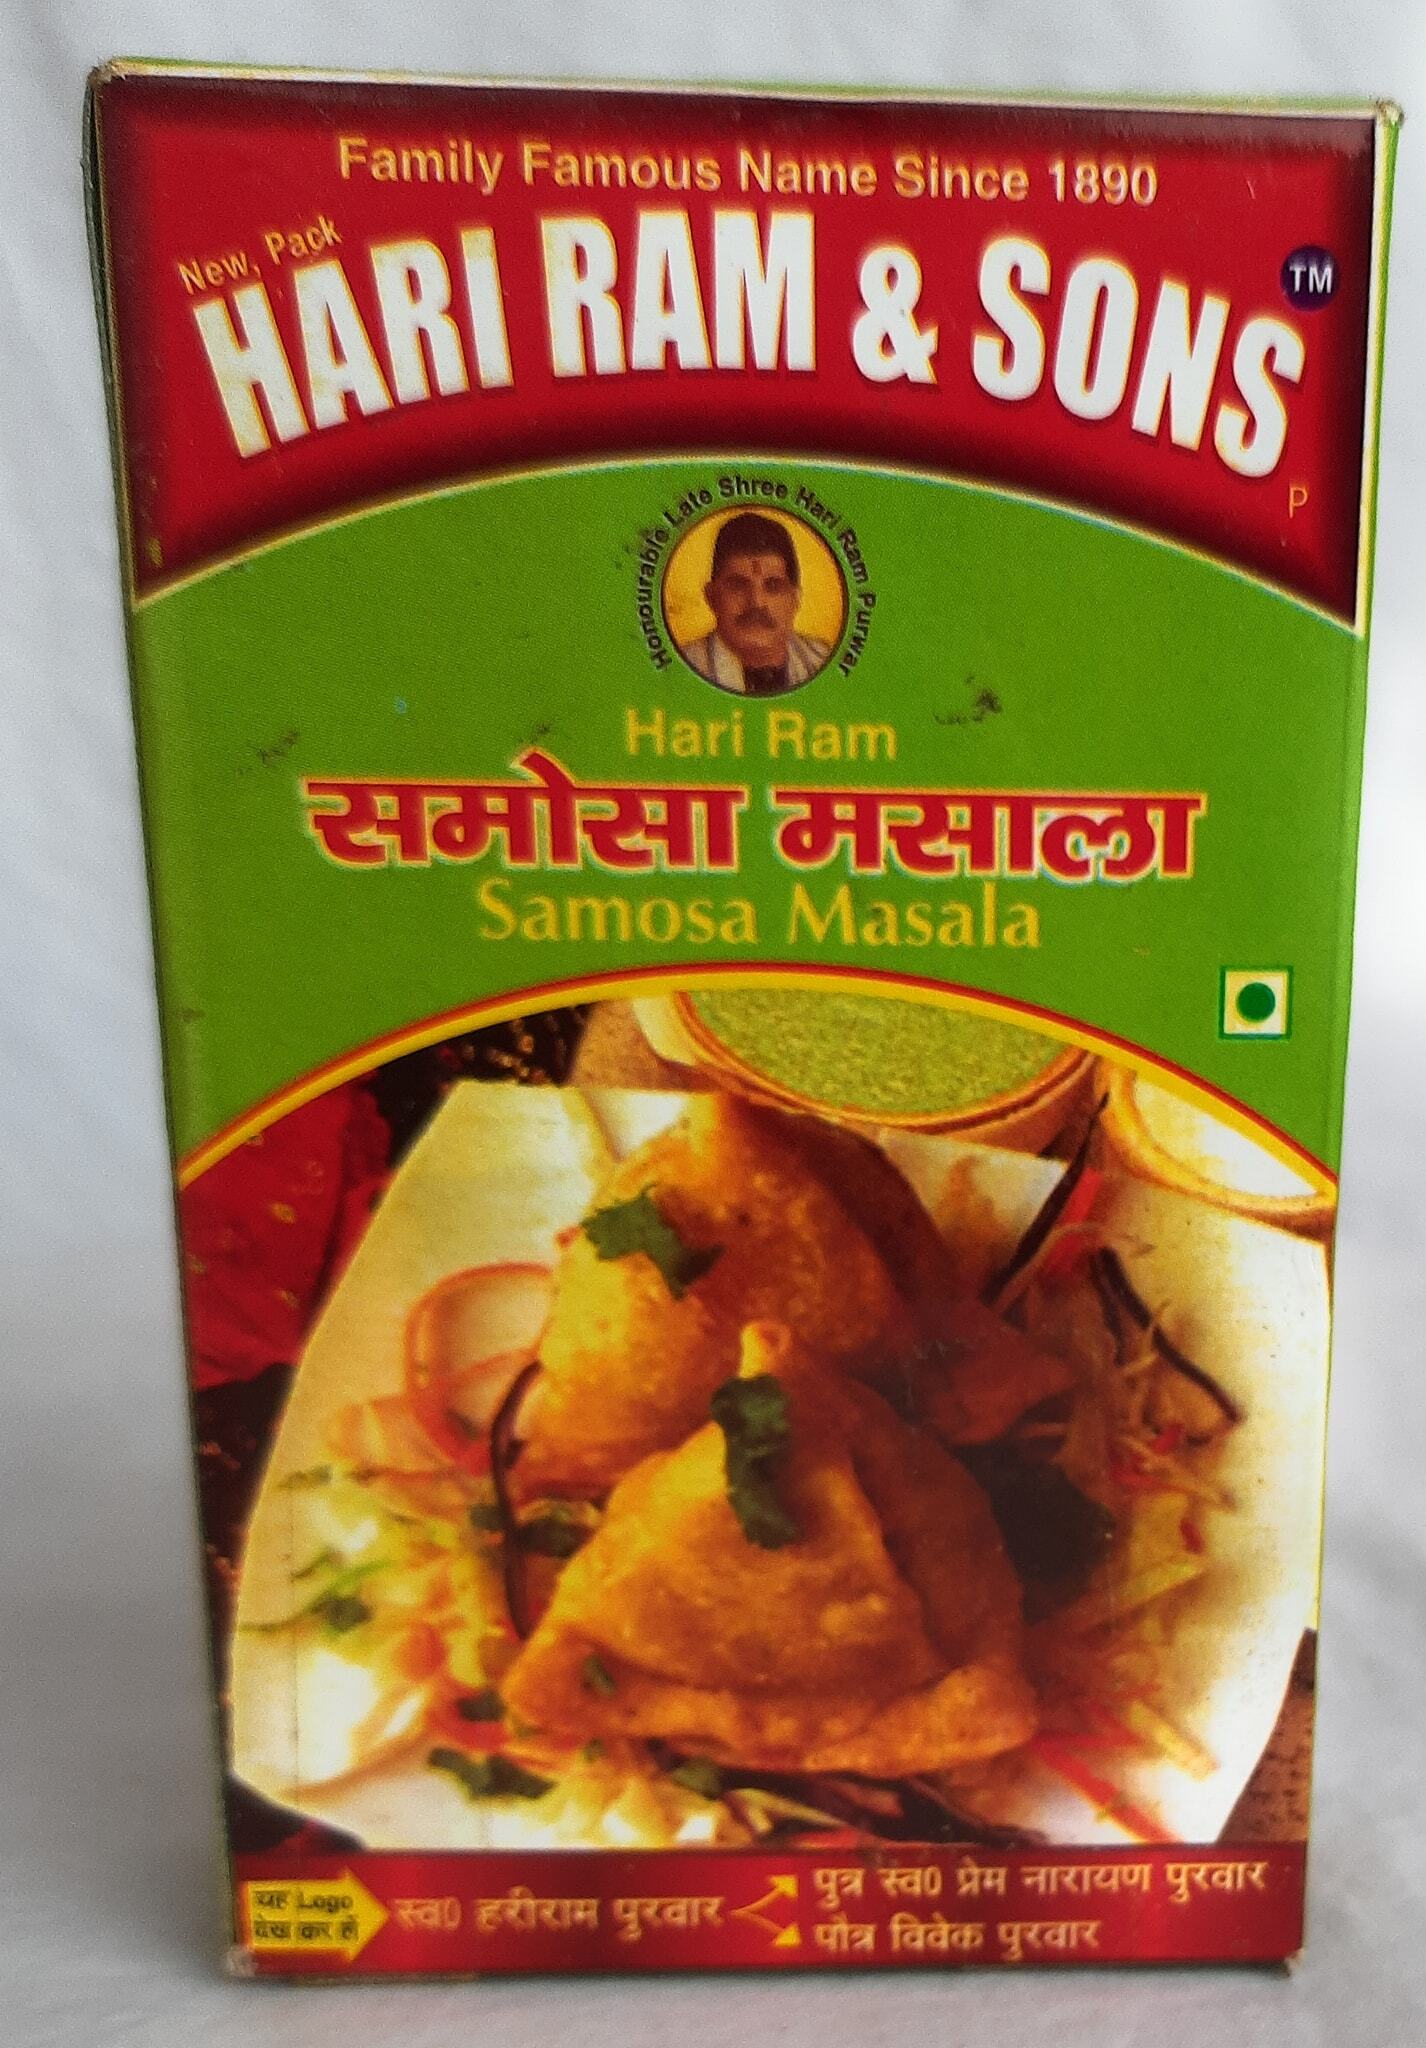 Family Famous Name Since 1890
New, Pack
HARI RAM & SONS
TM
P
Honourable Late Shree Hari Ram Purwar
Hari Ram
समोसा मसाला
Samosa Masala
यह Logo
देख कर लें
स्व0 हरीराम पुरवार
पुत्र स्व0 प्रेम नारायण पुरवार
पौत्र विवेक पुरवार